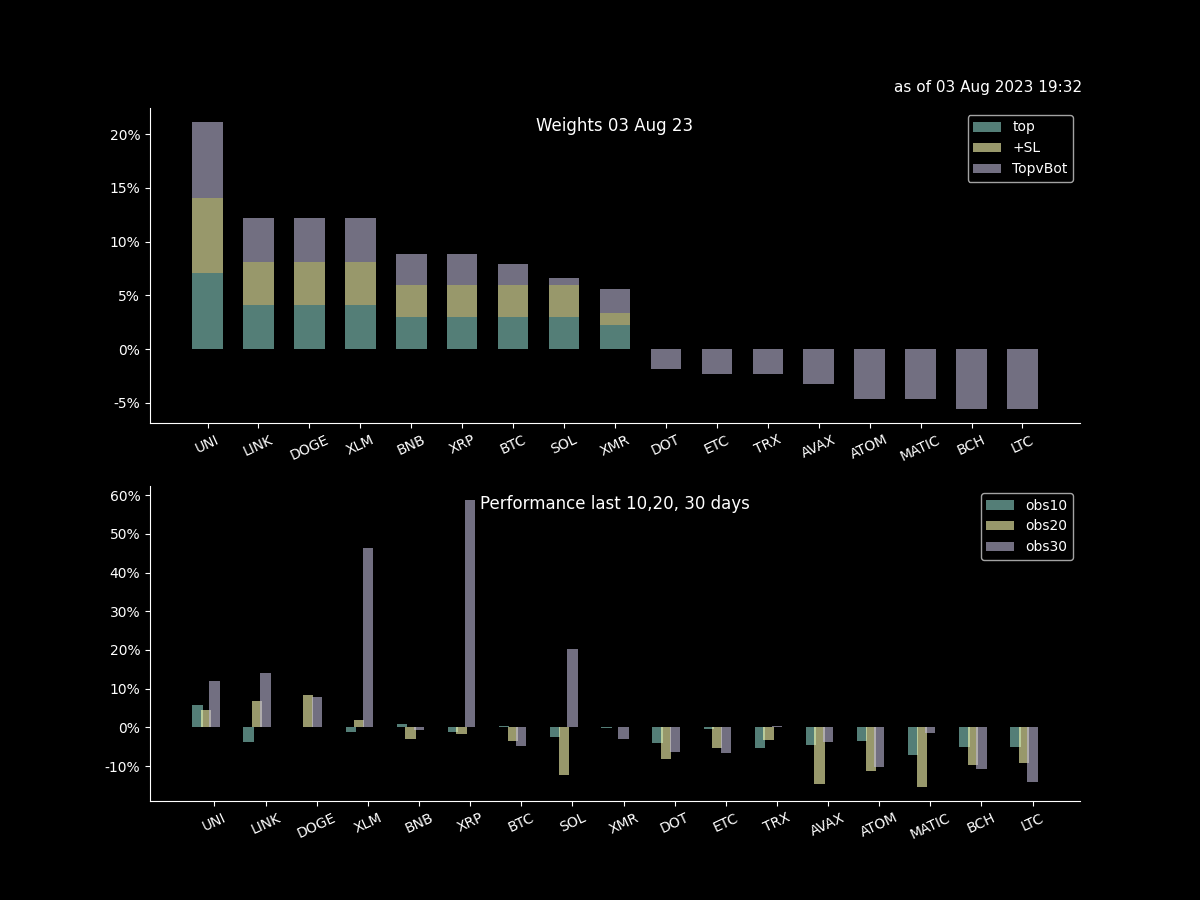 as of 03 Aug 2023 19:32
Weights 03 Aug 23
top
+SL
TopvBot
20%
15%
10%
5%
0%
-5%
UNI LINK DOGE XLM BNB XRP BTC SOL XMR DOT ETC TRX AVAX ATOM MATIC BCH LTC
Performance last 10,20, 30 days
obs10
obs20
obs30
60%
50%
40%
30%
20%
10%
0%
-10%
UNI LINK DOGE XLM BNB XRP BTC SOL XMR DOT ETC TRX AVAX ATOM MATIC BCH LTC